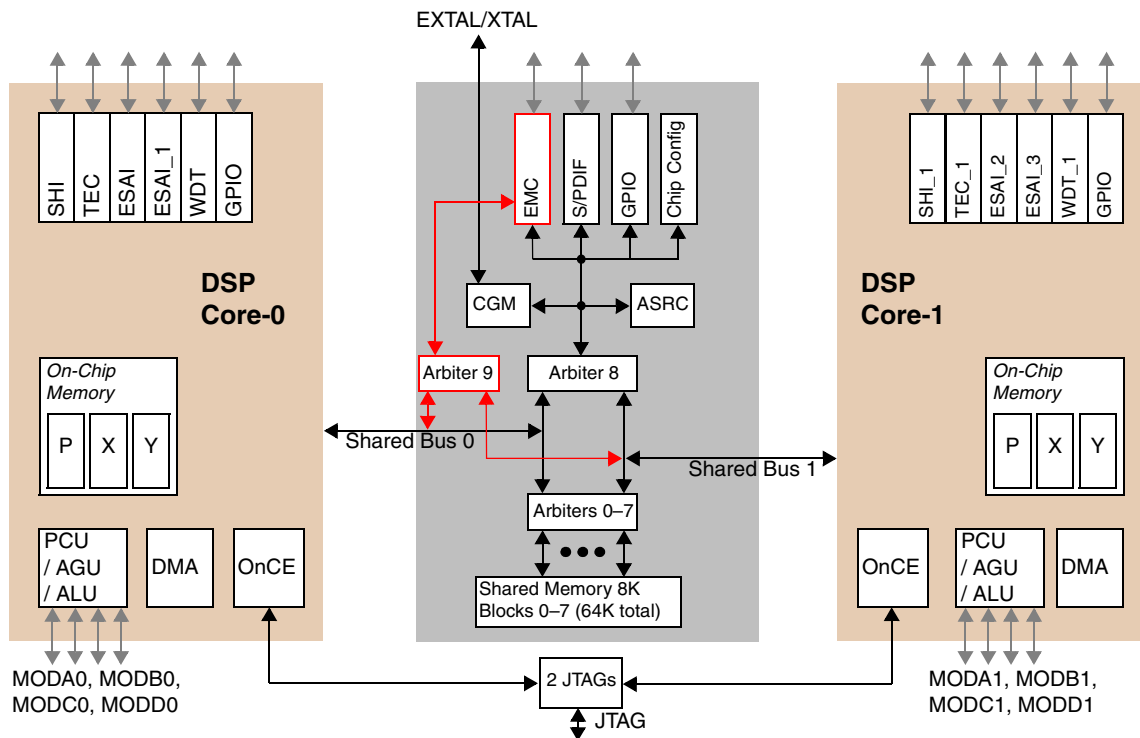 EXTAL/XTAL
SHI
TEC
ESAI
ESAI_1
WDT
GPIO
EMC
S/PDIF
GPIO
Chip Config
SHI_1
TEC_1
ESAI_2
ESAI_3
WDT_1
GPIO
DSP
Core-0
CGM
ASRC
DSP
Core-1
On-Chip
Memory
P
X
Y
Arbiter 9
Arbiter 8
On-Chip
Memory
P
X
Y
Shared Bus 0
Shared Bus 1
Arbiters 0–7
PCU
/ AGU
/ ALU
DMA
OnCE
Shared Memory 8K
Blocks 0–7 (64K total)
OnCE
PCU
/ AGU
/ ALU
DMA
MODA0, MODB0,
MODC0, MODD0
2 JTAGs
JTAG
MODA1, MODB1,
MODC1, MODD1